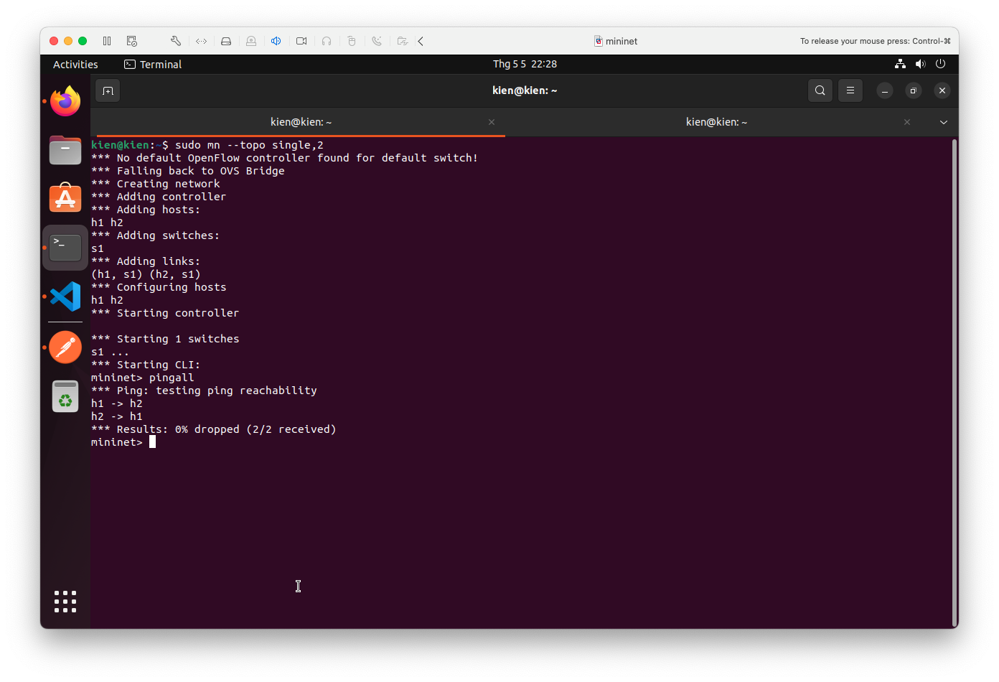 mininet
To release your mouse press: Control-⌘
Activities
Terminal
Thg 5 5 22:28
kien@kien: ~
kien@kien: ~
kien@kien: ~
kien@kien:~$ sudo mn --topo single,2
*** No default OpenFlow controller found for default switch!
*** Falling back to OVS Bridge
*** Creating network
*** Adding controller
*** Adding hosts:
h1 h2
*** Adding switches:
s1
*** Adding links:
(h1, s1) (h2, s1)
*** Configuring hosts
h1 h2
*** Starting controller

*** Starting 1 switches
s1 ...
*** Starting CLI:
mininet> pingall
*** Ping: testing ping reachability
h1 -> h2
h2 -> h1
*** Results: 0% dropped (2/2 received)
mininet>